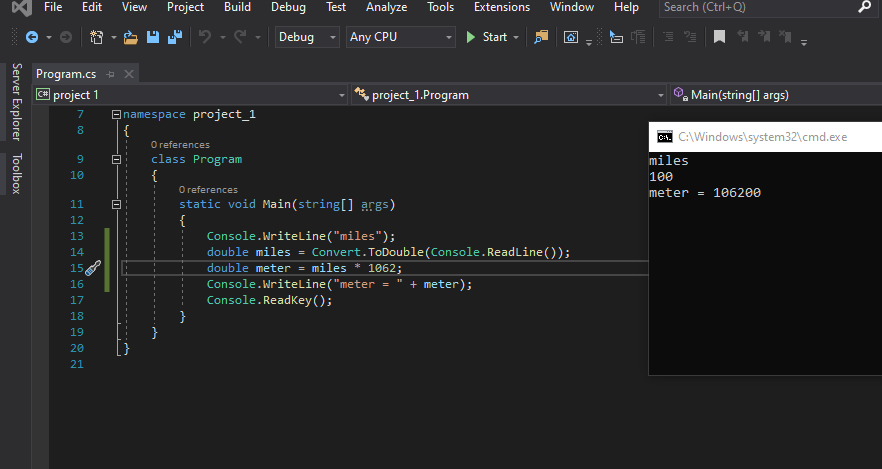 File Edit View Project Build Debug Test Analyze Tools Extensions Window Help Search (Ctrl+Q)
Debug Any CPU Start
Server Explorer
Toolbox
Program.cs
C# project 1 project_1.Program Main(string[] args)
7 namespace project_1
8 {
0 references
9 class Program
10 {
0 references
11 static void Main(string[] args)
12 {
13 Console.WriteLine("miles");
14 double miles = Convert.ToDouble(Console.ReadLine());
15 double meter = miles * 1062;
16 Console.WriteLine("meter = " + meter);
17 Console.ReadKey();
18 }
19 }
20 }
21
C:\Windows\system32\cmd.exe
miles
100
meter = 106200